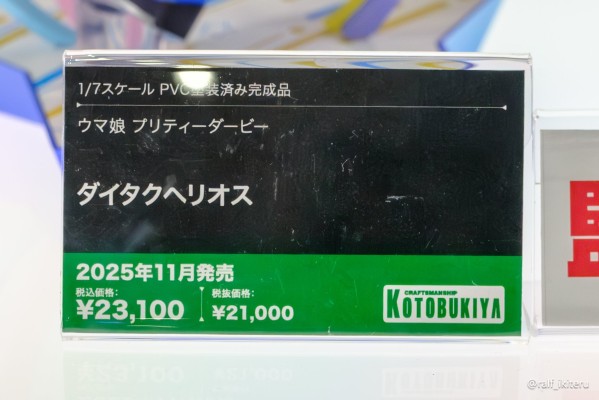 1/7スケール PVC塗装済み完成品
ウマ娘 プリティーダービー
ダイタクヘリオス
2025年11月発売
税込価格:
¥23,100
税抜価格:
¥21,000
CRAFTSMANSHIP
KOTOBUKIYA
@ralf_ikiteru